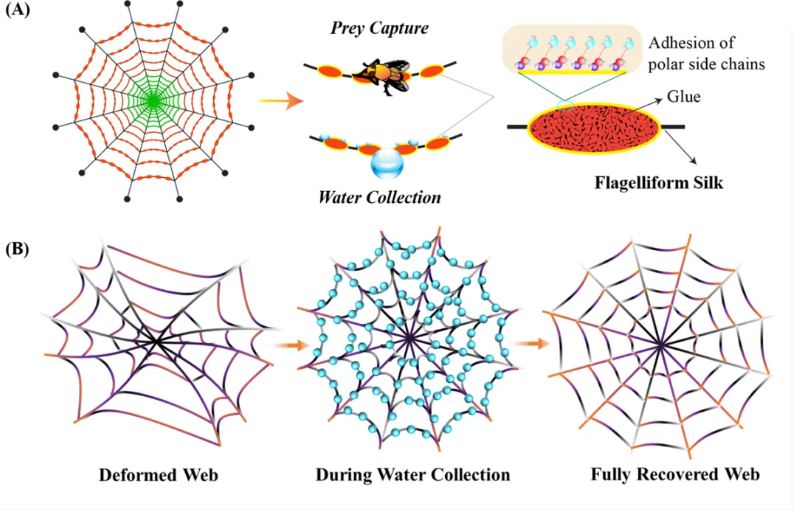 (A)
Prey Capture
Water Collection
Adhesion of
polar side chains
Glue
Flagelliform Silk
(B)
Deformed Web
During Water Collection
Fully Recovered Web